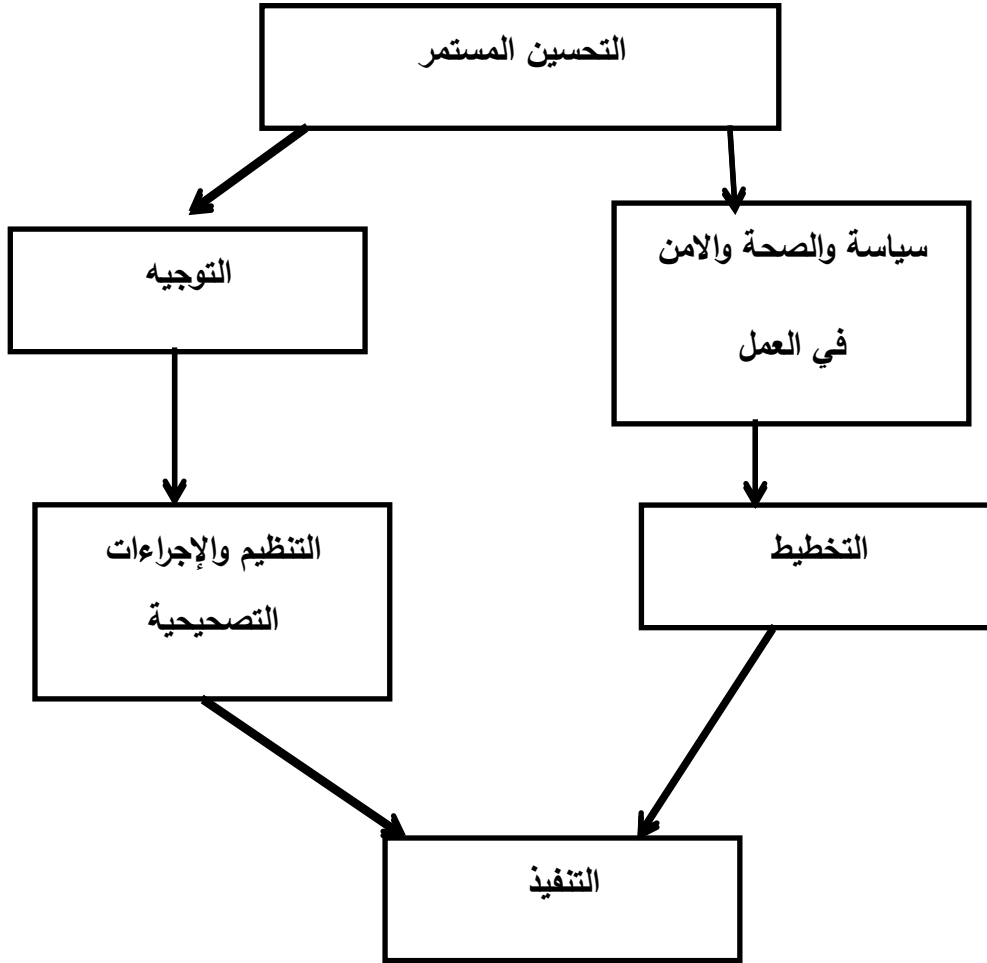 التحسين المستمر
سياسة والصحة والامن
في العمل
التوجيه
التخطيط
التنظيم والإجراءات
التصحيحية
التنفيذ